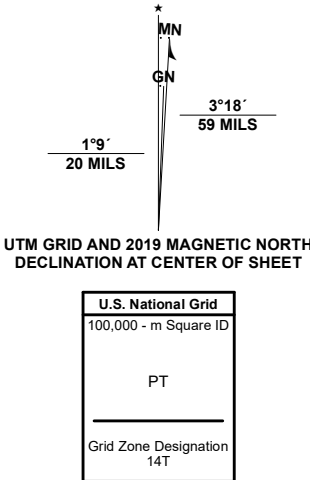 ★
MN
GN
3°18´
59 MILS
1°9´
20 MILS
UTM GRID AND 2019 MAGNETIC NORTH
DECLINATION AT CENTER OF SHEET
U.S. National Grid
100,000 - m Square ID
PT
Grid Zone Designation
14T